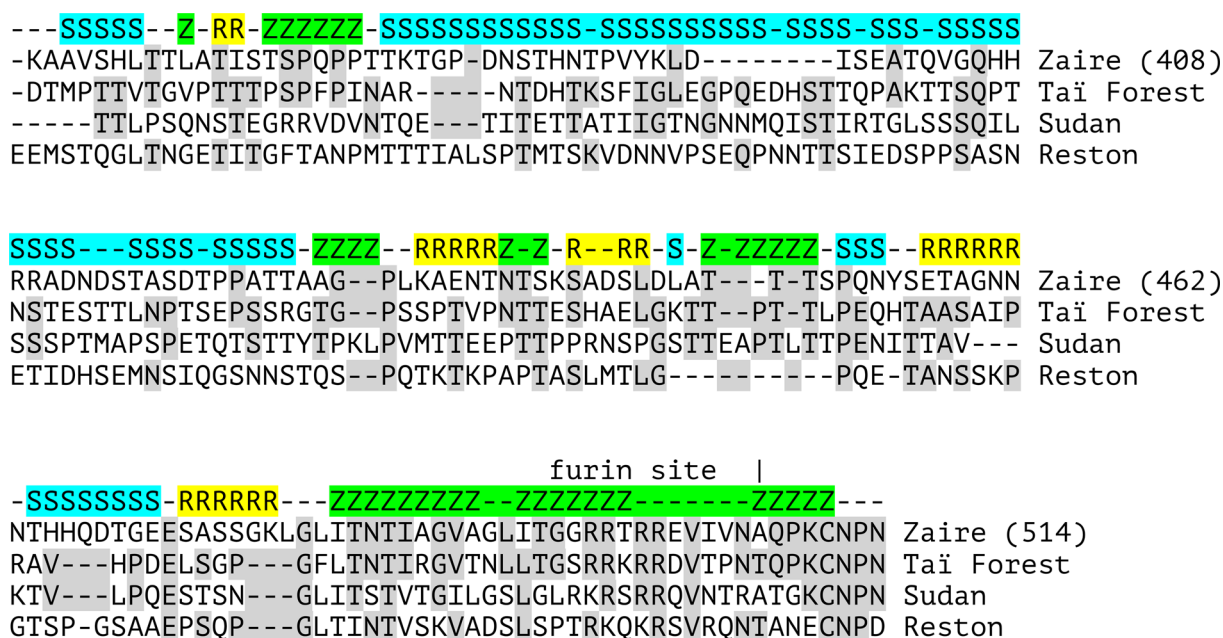 ---SSSSS--Z-RR-ZZZZZZ-SSSSSSSSSSSS-SSSSSSSSSS-SSSS-SSS-SSSSS
-KAAVSHLTTLATISTSPQPPTTKTGP-DNSTHNTPVYKLD--------ISEATQVGQHH Zaire (408)
-DTMPTTVTGVPTTTPSPFPINAR-----NTDHTKSFIGLEGPQEDHSTTQPAKTTSQPT Taï Forest
-----TTLPSQNSTEGRRVDVNTQE---TITETTATIIGTNGNNMQISTIRTGLSSSQIL Sudan
EEMSTQGLTNGETITGFTANPMTTTIALSPTMTSKVDNNVPSEQPNNTTSIEDSPPSASN Reston
SSSS---SSSS-SSSSS-ZZZZ--RRRRRZ-Z-R--RR-S-Z-ZZZZZ-SSS--RRRRRR
RRADNDSTASDTPPATTAAG--PLKAENTNTSKSADSLDLAT---T-TSPQNYSETAGNN Zaire (462)
NSTESTTLNPTSEPSSRGTG--PSSPTVPNTTESHAELGKTT--PT-TLPEQHTAASAIP Taï Forest
SSSPTMAPSPETQTSTTYTPKLPVMTTEEPTTPPRNSPGSTTEAPTLTTPENITTAV--- Sudan
ETIDHSEMNSIQGSNNSTQS--PQTKTKPAPTASLMTLG----------PQE-TANSSKP Reston
furin site |
-SSSSSSSS-RRRRRR---ZZZZZZZZZ--ZZZZZZZ-------ZZZZZ---
NTHHQDTGEESASSGKLGLITNTIAGVAGLITGGRRTRREVIVNAQPKCNPN Zaire (514)
RAV---HPDELSGP---GFLTNTIRGVTNLLTGSRRKRRDVTPNTQPKCNPN Taï Forest
KTV---LPQESTSN---GLITSTVTGILGSLGLRKRSRRQVNTRATGKCNPN Sudan
GTSP-GSAAEPSQP---GLTINTVSKVADSLSPTRKQKRSVRQNTANECNPD Reston